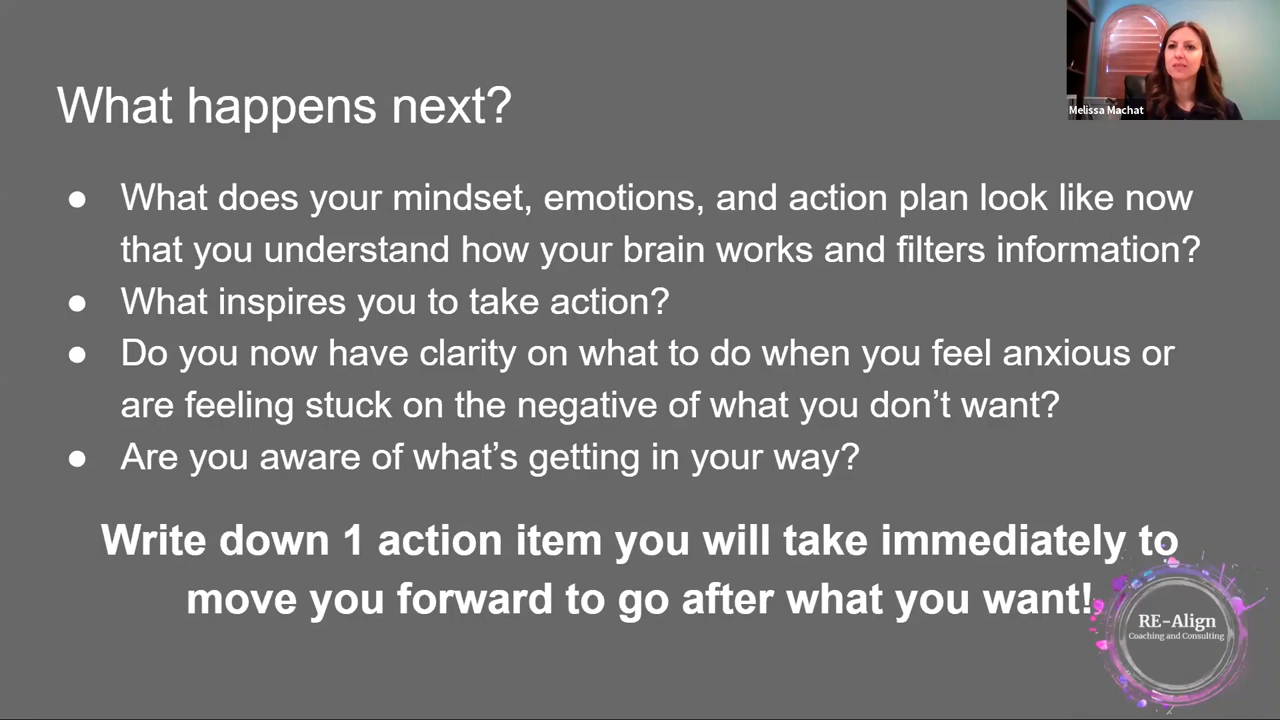 Melissa Machat
What happens next?
● What does your mindset, emotions, and action plan look like now
that you understand how your brain works and filters information?
● What inspires you to take action?
● Do you now have clarity on what to do when you feel anxious or
are feeling stuck on the negative of what you don’t want?
● Are you aware of what’s getting in your way?
Write down 1 action item you will take immediately to
move you forward to go after what you want!
RE-Align
Coaching and Consulting